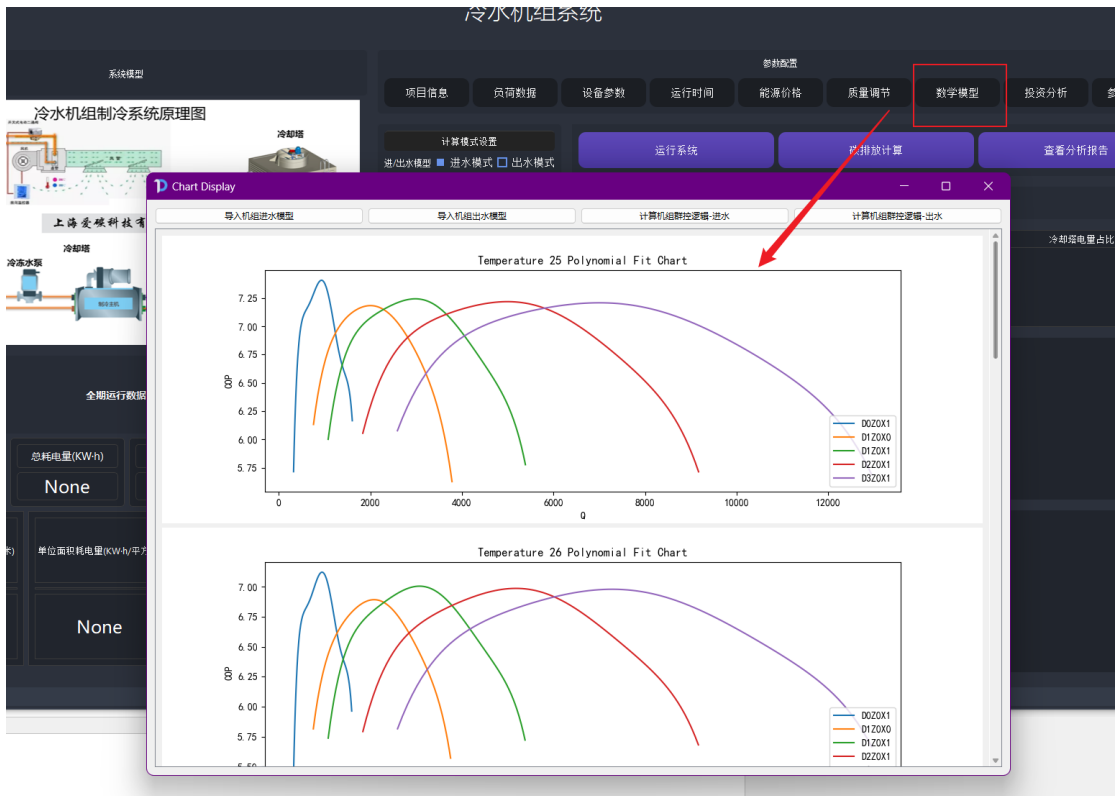 冷水机组系统
系统模型
参数配置
项目信息
负荷数据
设备参数
运行时间
能源价格
质量调节
数学模型
投资分析
冷水机组制冷系统原理图
冷却塔
计算模式设置
进/出水模型 进水模式 出水模式
运行系统
碳排放计算
查看分析报告
上海爱碳科技有
冷却塔
冷冻水泵
冷却塔电量占比
全期运行数据
总耗电量(KW·h)
None
单位面积耗电量(KW·h/平方
None
Chart Display
导入机组进水模型
导入机组出水模型
计算机组群控逻辑-进水
计算机组群控逻辑-出水
Temperature 25 Polynomial Fit Chart
COP
7.25
7.00
6.75
6.50
6.25
6.00
5.75
0 2000 4000 6000 8000 10000 12000
Q
D0Z0X1
D1Z0X0
D1Z0X1
D2Z0X1
D3Z0X1
Temperature 26 Polynomial Fit Chart
COP
7.00
6.75
6.50
6.25
6.00
5.75
D0Z0X1
D1Z0X0
D1Z0X1
D2Z0X1